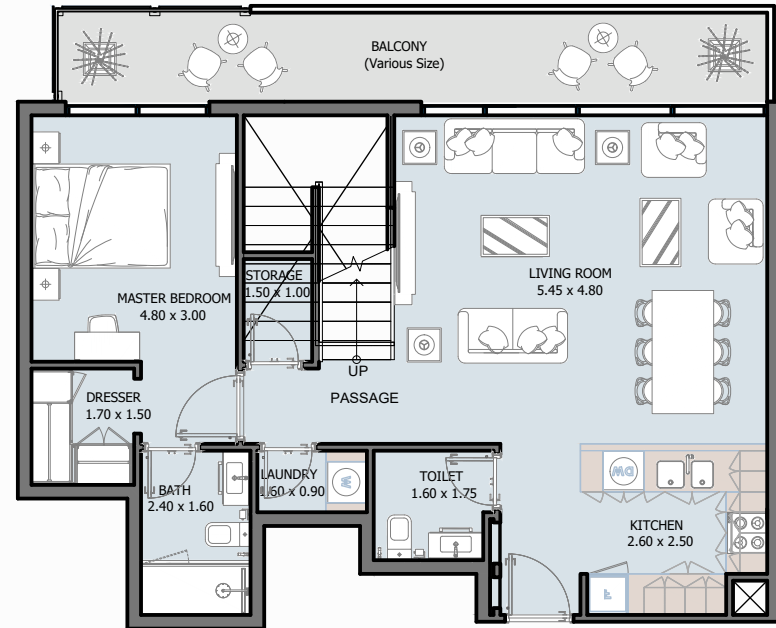 BALCONY
(Various Size)
STORAGE
1.50 x 1.00
LIVING ROOM
5.45 x 4.80
MASTER BEDROOM
4.80 x 3.00
UP
PASSAGE
DRESSER
1.70 x 1.50
LAUNDRY
.60 x 0.90
W
TOILET
1.60 x 1.75
DW
BATH
2.40 x 1.60
KITCHEN
2.60 x 2.50